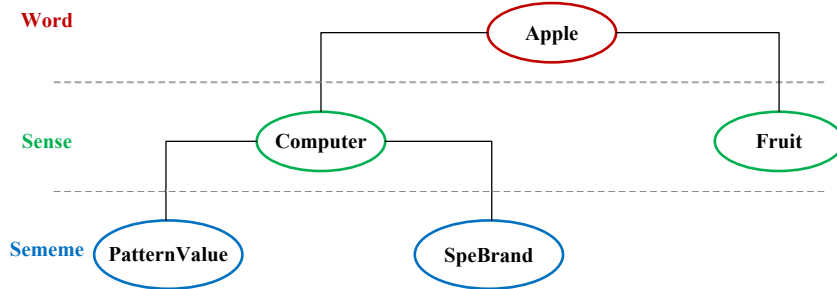 Word
Apple
Sense
Computer
Fruit
Sememe
PatternValue
SpeBrand